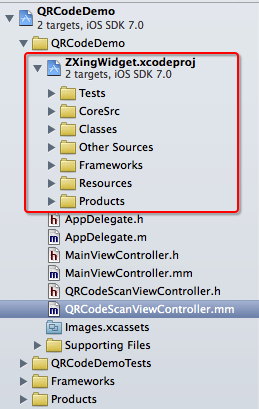 QRCodeDemo
2 targets, iOS SDK 7.0
QRCodeDemo
ZXingWidget.xcodeproj
2 targets, iOS SDK 7.0
Tests
CoreSrc
Classes
Other Sources
Frameworks
Resources
Products
AppDelegate.h
AppDelegate.m
MainViewController.h
MainViewController.mm
QRCodeScanViewController.h
QRCodeScanViewController.mm
Images.xcassets
Supporting Files
QRCodeDemoTests
Frameworks
Products